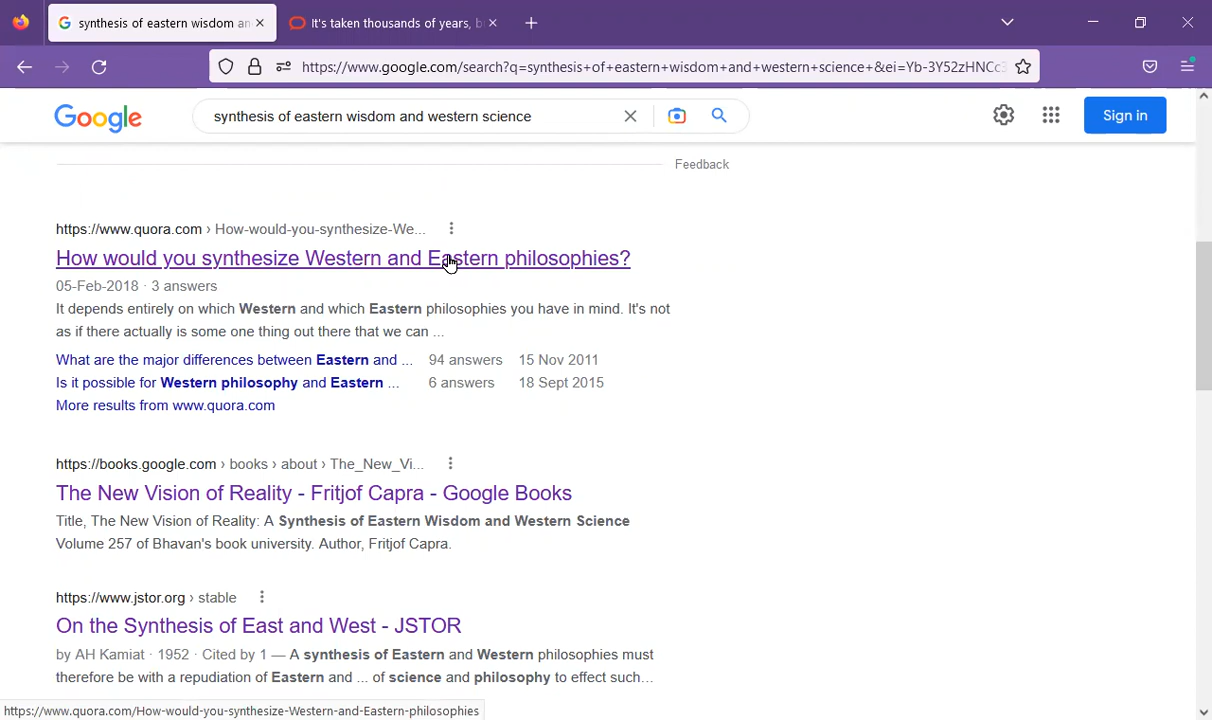 synthesis of eastern wisdom an
It's taken thousands of years, b
https://www.google.com/search?q=synthesis+of+eastern+wisdom+and+western+science+&ei=Yb-3Y52zHNCc3
Google
synthesis of eastern wisdom and western science
Sign in
Feedback
https://www.quora.com › How-would-you-synthesize-We...
How would you synthesize Western and Eastern philosophies?
05-Feb-2018 · 3 answers
It depends entirely on which Western and which Eastern philosophies you have in mind. It's not
as if there actually is some one thing out there that we can ...
What are the major differences between Eastern and ... 94 answers 15 Nov 2011
Is it possible for Western philosophy and Eastern ... 6 answers 18 Sept 2015
More results from www.quora.com
https://books.google.com › books › about › The_New_Vi...
The New Vision of Reality - Fritjof Capra - Google Books
Title, The New Vision of Reality: A Synthesis of Eastern Wisdom and Western Science
Volume 257 of Bhavan's book university. Author, Fritjof Capra.
https://www.jstor.org › stable
On the Synthesis of East and West - JSTOR
by AH Kamiat · 1952 · Cited by 1 — A synthesis of Eastern and Western philosophies must
therefore be with a repudiation of Eastern and ... of science and philosophy to effect such...
https://www.quora.com/How-would-you-synthesize-Western-and-Eastern-philosophies